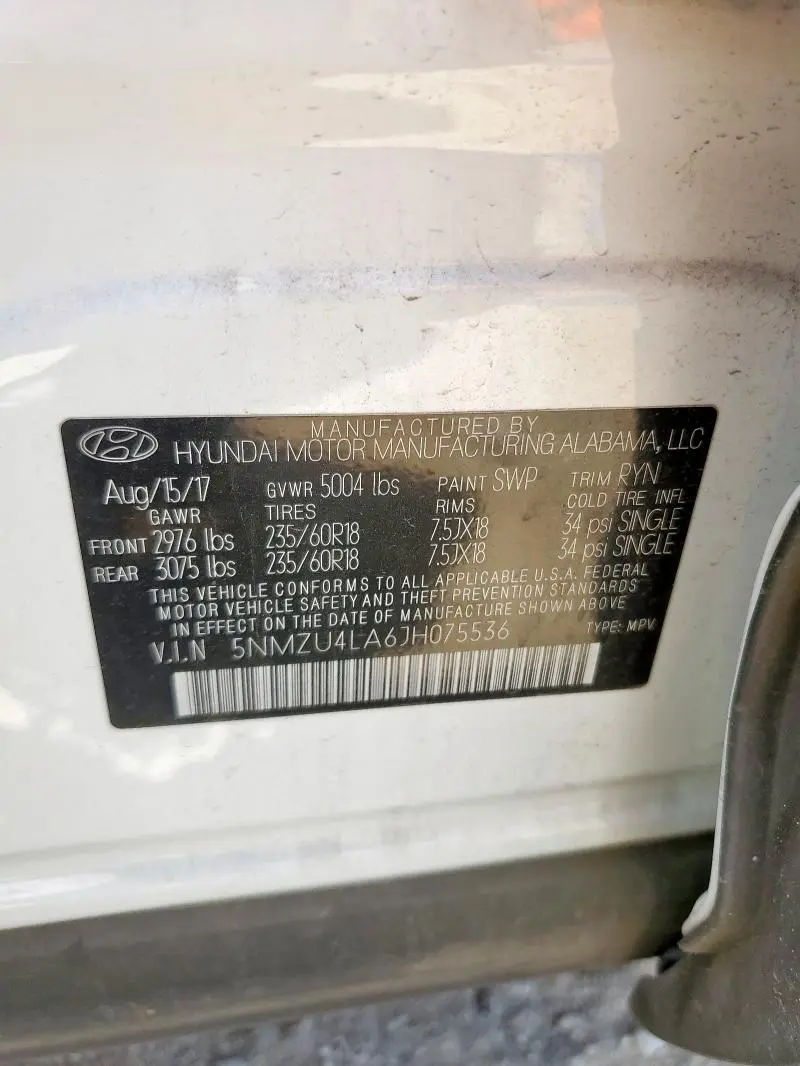 MANUFACTURED BY
HYUNDAI MOTOR MANUFACTURING ALABAMA, LLC
Aug/15/17 GVWR 5004 lbs PAINT SWP TRIM RYN
GAWR TIRES RIMS COLD TIRE INFL
FRONT 2976 lbs 235/60R18 7.5JX18 34 psi SINGLE
REAR 3075 lbs 235/60R18 7.5JX18 34 psi SINGLE
THIS VEHICLE CONFORMS TO ALL APPLICABLE U.S.A. FEDERAL
MOTOR VEHICLE SAFETY AND THEFT PREVENTION STANDARDS
IN EFFECT ON THE DATE OF MANUFACTURE SHOWN ABOVE
V.I.N 5NMZU4LA6JH075536 TYPE: MPV